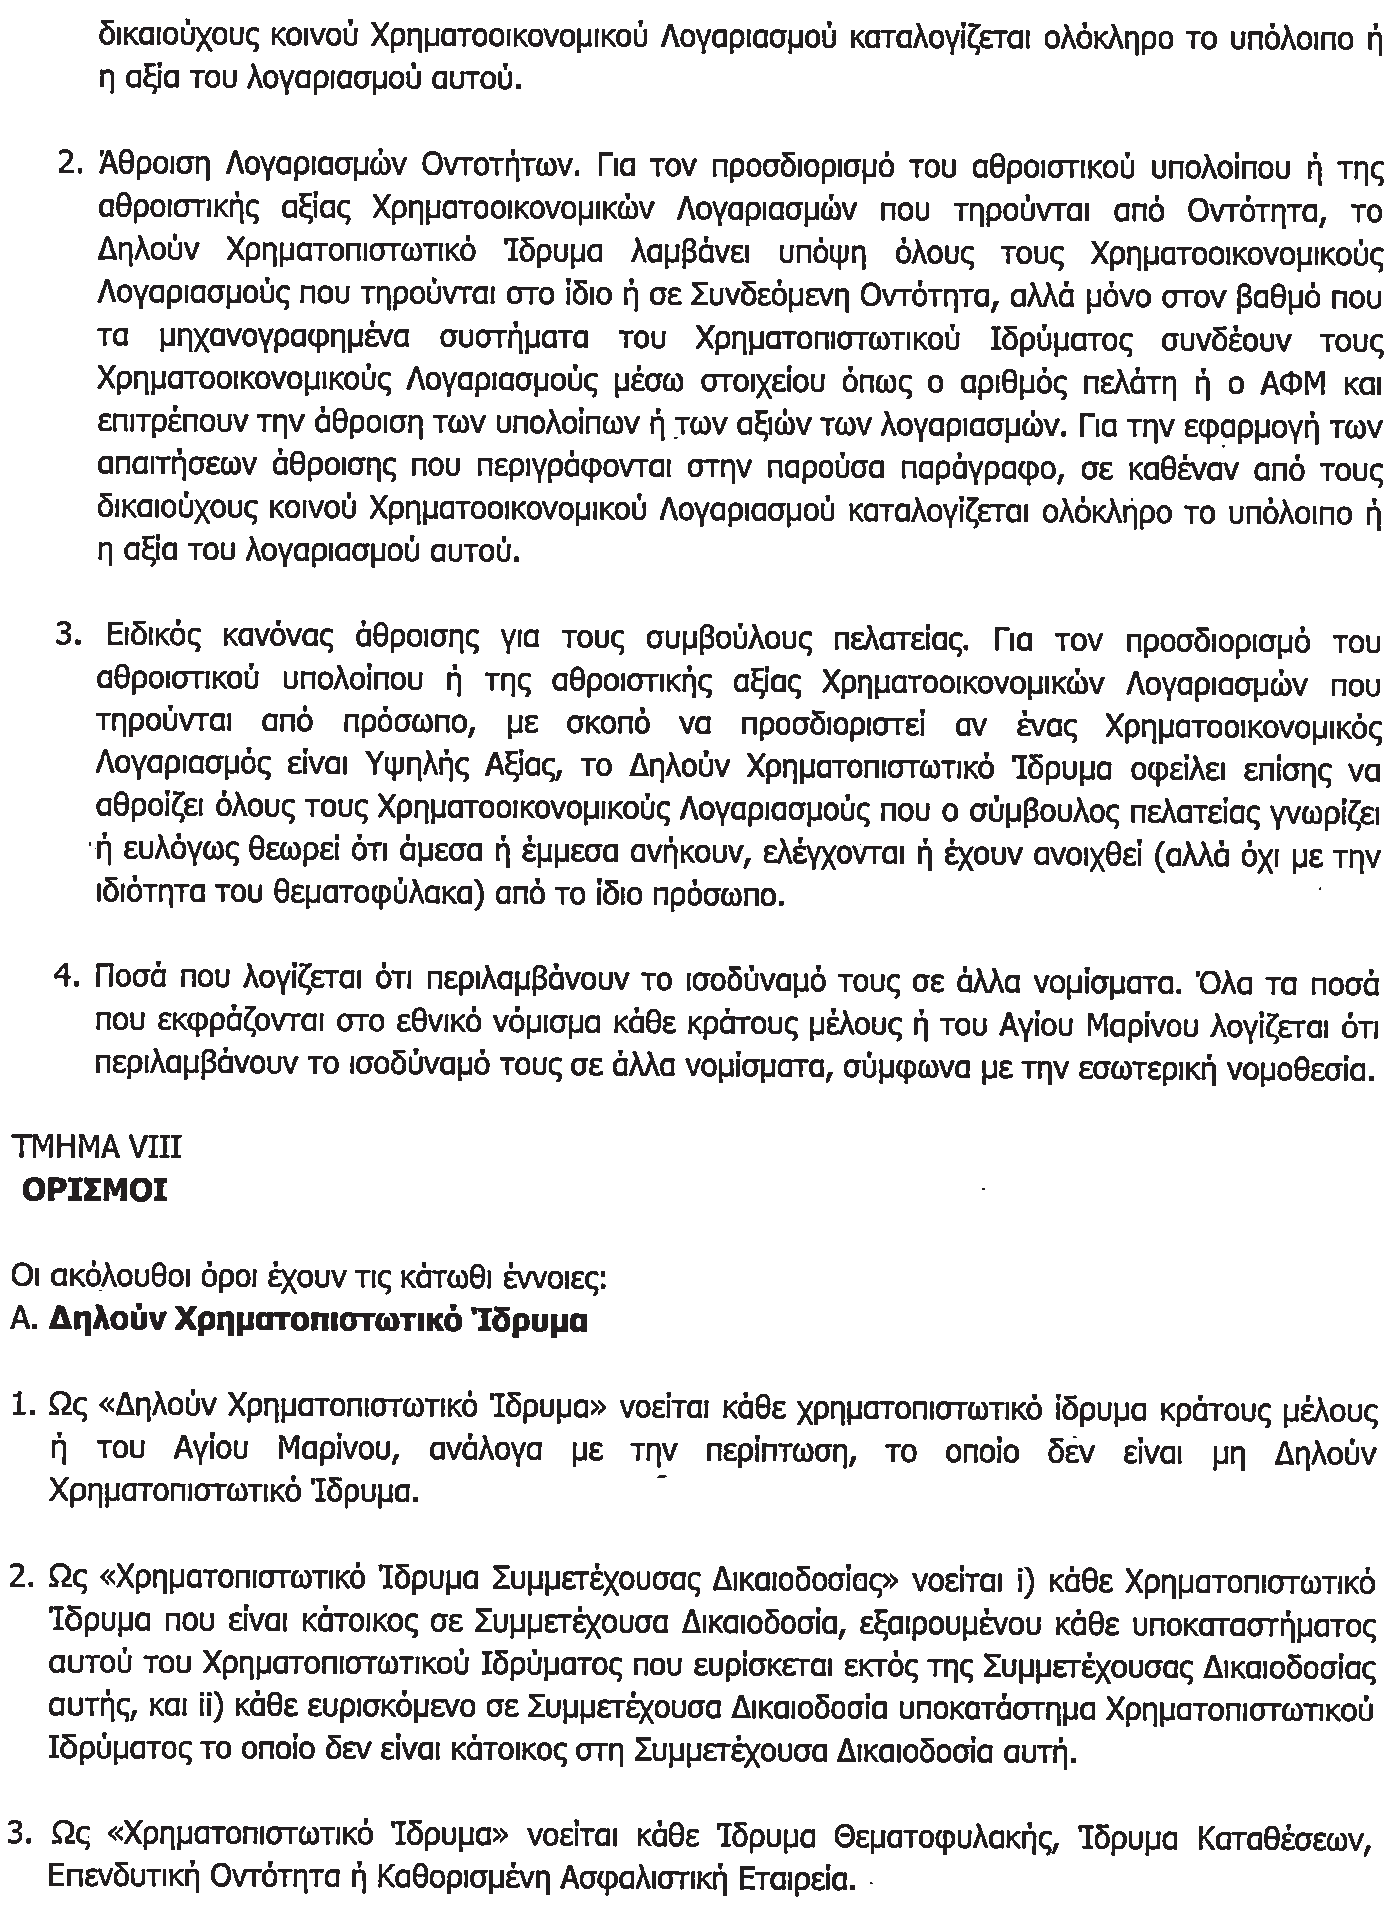 δικαιούχους κοινού Χρηματοοικονομικού Λογαριασμού καταλογίζεται ολόκληρο το υπόλοιπο ή
η αξία του λογαριασμού αυτού.
2. Άθροιση Λογαριασμών Οντοτήτων. Για τον προσδιορισμό του αθροιστικού υπολοίπου ή της
αθροιστικής αξίας Χρηματοοικονομικών Λογαριασμών που τηρούνται από Οντότητα, το
Δηλούν Χρηματοπιστωτικό Ίδρυμα λαμβάνει υπόψη όλους τους Χρηματοοικονομικούς
Λογαριασμούς που τηρούνται στο ίδιο ή σε Συνδεόμενη Οντότητα, αλλά μόνο στον βαθμό που
τα μηχανογραφημένα συστήματα του Χρηματοπιστωτικού Ιδρύματος συνδέουν τους
Χρηματοοικονομικούς Λογαριασμούς μέσω στοιχείου όπως ο αριθμός πελάτη ή ο ΑΦΜ και
επιτρέπουν την άθροιση των υπολοίπων ή των αξιών των λογαριασμών. Για την εφαρμογή των
απαιτήσεων άθροισης που περιγράφονται στην παρούσα παράγραφο, σε καθέναν από τους
δικαιούχους κοινού Χρηματοοικονομικού Λογαριασμού καταλογίζεται ολόκληρο το υπόλοιπο ή
η αξία του λογαριασμού αυτού.
3. Ειδικός κανόνας άθροισης για τους συμβούλους πελατείας. Για τον προσδιορισμό του
αθροιστικού υπολοίπου ή της αθροιστικής αξίας Χρηματοοικονομικών Λογαριασμών που
τηρούνται από πρόσωπο, με σκοπό να προσδιοριστεί αν ένας Χρηματοοικονομικός
Λογαριασμός είναι Υψηλής Αξίας, το Δηλούν Χρηματοπιστωτικό Ίδρυμα οφείλει επίσης να
αθροίζει όλους τους Χρηματοοικονομικούς Λογαριασμούς που ο σύμβουλος πελατείας γνωρίζει
ή ευλόγως θεωρεί ότι άμεσα ή έμμεσα ανήκουν, ελέγχονται ή έχουν ανοιχθεί (αλλά όχι με την
ιδιότητα του θεματοφύλακα) από το ίδιο πρόσωπο.
4. Ποσά που λογίζεται ότι περιλαμβάνουν το ισοδύναμό τους σε άλλα νομίσματα. Όλα τα ποσά
που εκφράζονται στο εθνικό νόμισμα κάθε κράτους μέλους ή του Αγίου Μαρίνου λογίζεται ότι
περιλαμβάνουν το ισοδύναμό τους σε άλλα νομίσματα, σύμφωνα με την εσωτερική νομοθεσία.
ΤΜΗΜΑ VIII
ΟΡΙΣΜΟΙ
Οι ακόλουθοι όροι έχουν τις κάτωθι έννοιες:
Α. Δηλούν Χρηματοπιστωτικό Ίδρυμα
1. Ως «Δηλούν Χρηματοπιστωτικό Ίδρυμα» νοείται κάθε χρηματοπιστωτικό ίδρυμα κράτους μέλους
ή του Αγίου Μαρίνου, ανάλογα με την περίπτωση, το οποίο δεν είναι μη Δηλούν
Χρηματοπιστωτικό Ίδρυμα.
2. Ως «Χρηματοπιστωτικό Ίδρυμα Συμμετέχουσας Δικαιοδοσίας» νοείται i) κάθε Χρηματοπιστωτικό
Ίδρυμα που είναι κάτοικος σε Συμμετέχουσα Δικαιοδοσία, εξαιρουμένου κάθε υποκαταστήματος
αυτού του Χρηματοπιστωτικού Ιδρύματος που ευρίσκεται εκτός της Συμμετέχουσας Δικαιοδοσίας
αυτής, και ii) κάθε ευρισκόμενο σε Συμμετέχουσα Δικαιοδοσία υποκατάστημα Χρηματοπιστωτικού
Ιδρύματος το οποίο δεν είναι κάτοικος στη Συμμετέχουσα Δικαιοδοσία αυτή.
3. Ως «Χρηματοπιστωτικό Ίδρυμα» νοείται κάθε Ίδρυμα Θεματοφυλακής, Ίδρυμα Καταθέσεων,
Επενδυτική Οντότητα ή Καθορισμένη Ασφαλιστική Εταιρεία.